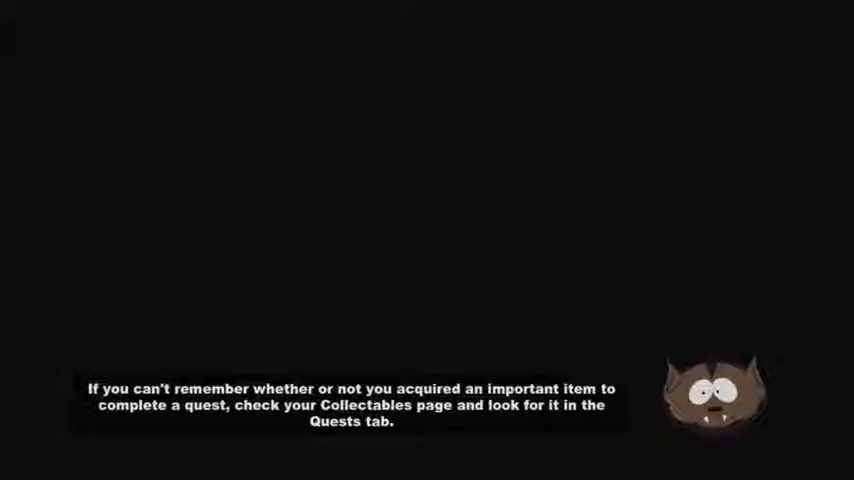 If you can't remember whether or not you acquired an important item to
complete a quest, check your Collectables page and look for it in the
Quests tab.